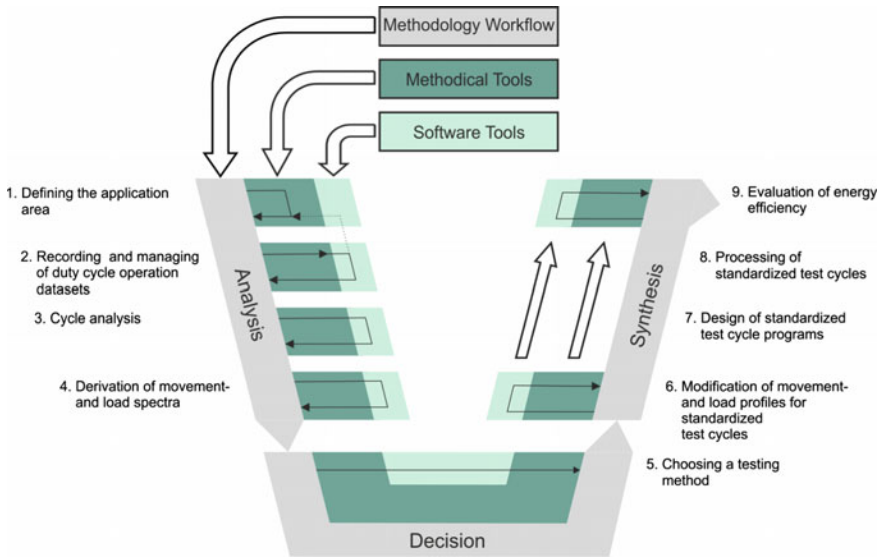 Methodology Workflow
Methodical Tools
Software Tools
1. Defining the application
area
2. Recording and managing
of duty cycle operation
datasets
3. Cycle analysis
4. Derivation of movement-
and load spectra
Analysis
Decision
Synthesis
5. Choosing a testing
method
6. Modification of movement-
and load profiles for
standardized
test cycles
7. Design of standardized
test cycle programs
8. Processing of
standardized test cycles
9. Evaluation of energy
efficiency